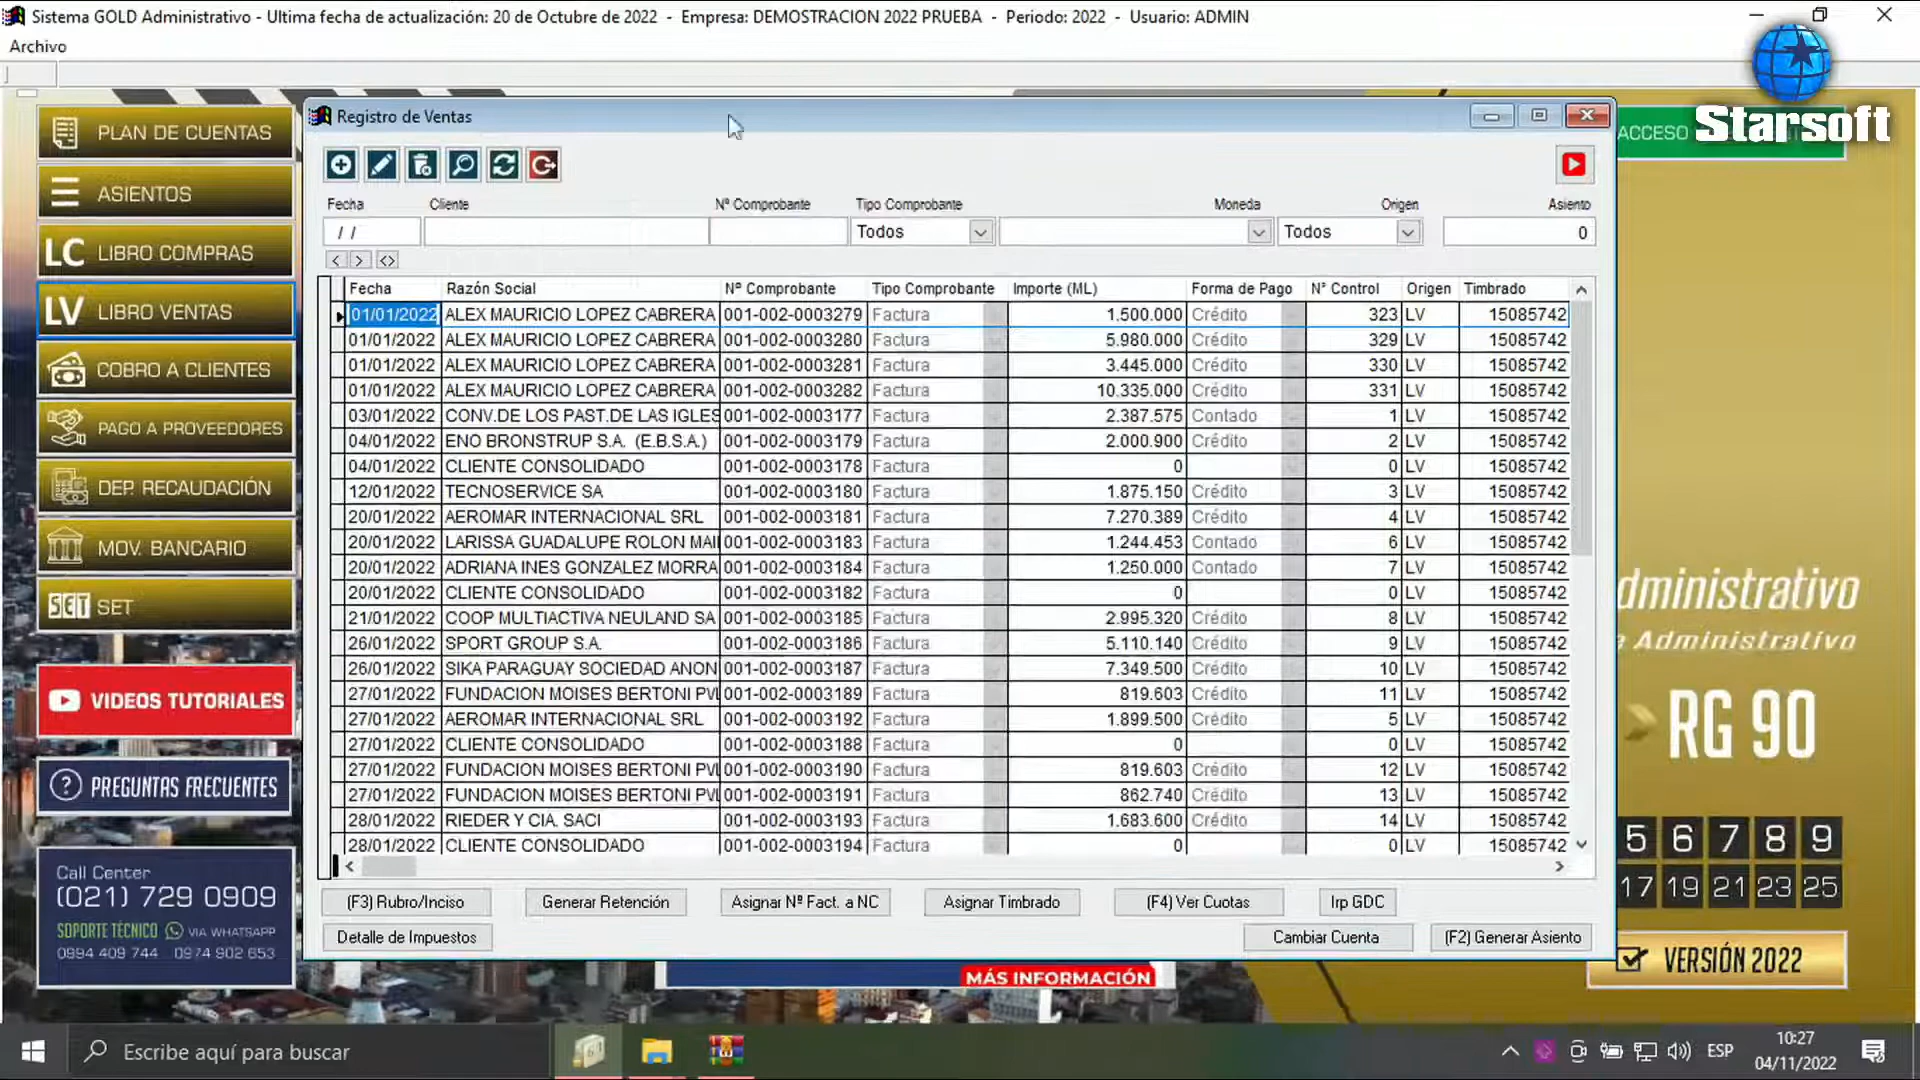 Sistema GOLD Administrativo - Ultima fecha de actualización: 20 de Octubre de 2022 - Empresa: DEMOSTRACION 2022 PRUEBA - Periodo: 2022 - Usuario: ADMIN
Archivo
Starsoft
ACCESO
PLAN DE CUENTAS
ASIENTOS
LC LIBRO COMPRAS
LV LIBRO VENTAS
COBRO A CLIENTES
PAGO A PROVEEDORES
DEP. RECAUDACIÓN
MOV. BANCARIO
SET SET
VIDEOS TUTORIALES
? PREGUNTAS FRECUENTES
Call Center
(021) 729 0909
SOPORTE TÉCNICO VIA WHATSAPP
0994 409 744 0974 902 653
Registro de Ventas
Fecha Cliente Nº Comprobante Tipo Comprobante Moneda Origen Asiento
/ / Todos Todos 0
< > <>
Fecha Razón Social Nº Comprobante Tipo Comprobante Importe (ML) Forma de Pago N° Control Origen Timbrado
01/01/2022 ALEX MAURICIO LOPEZ CABRERA 001-002-0003279 Factura 1.500.000 Crédito 323 LV 15085742
01/01/2022 ALEX MAURICIO LOPEZ CABRERA 001-002-0003280 Factura 5.980.000 Crédito 329 LV 15085742
01/01/2022 ALEX MAURICIO LOPEZ CABRERA 001-002-0003281 Factura 3.445.000 Crédito 330 LV 15085742
01/01/2022 ALEX MAURICIO LOPEZ CABRERA 001-002-0003282 Factura 10.335.000 Crédito 331 LV 15085742
03/01/2022 CONV.DE LOS PAST.DE LAS IGLES 001-002-0003177 Factura 2.387.575 Contado 1 LV 15085742
04/01/2022 ENO BRONSTRUP S.A. (E.B.S.A.) 001-002-0003179 Factura 2.000.900 Crédito 2 LV 15085742
04/01/2022 CLIENTE CONSOLIDADO 001-002-0003178 Factura 0 0 LV 15085742
12/01/2022 TECNOSERVICE SA 001-002-0003180 Factura 1.875.150 Crédito 3 LV 15085742
20/01/2022 AEROMAR INTERNACIONAL SRL 001-002-0003181 Factura 7.270.389 Crédito 4 LV 15085742
20/01/2022 LARISSA GUADALUPE ROLON MAI 001-002-0003183 Factura 1.244.453 Contado 6 LV 15085742
20/01/2022 ADRIANA INES GONZALEZ MORRA 001-002-0003184 Factura 1.250.000 Contado 7 LV 15085742
20/01/2022 CLIENTE CONSOLIDADO 001-002-0003182 Factura 0 0 LV 15085742
21/01/2022 COOP MULTIACTIVA NEULAND SA 001-002-0003185 Factura 2.995.320 Crédito 8 LV 15085742
26/01/2022 SPORT GROUP S.A. 001-002-0003186 Factura 5.110.140 Crédito 9 LV 15085742
26/01/2022 SIKA PARAGUAY SOCIEDAD ANON 001-002-0003187 Factura 7.349.500 Crédito 10 LV 15085742
27/01/2022 FUNDACION MOISES BERTONI PVL 001-002-0003189 Factura 819.603 Crédito 11 LV 15085742
27/01/2022 AEROMAR INTERNACIONAL SRL 001-002-0003192 Factura 1.899.500 Crédito 5 LV 15085742
27/01/2022 CLIENTE CONSOLIDADO 001-002-0003188 Factura 0 0 LV 15085742
27/01/2022 FUNDACION MOISES BERTONI PVL 001-002-0003190 Factura 819.603 Crédito 12 LV 15085742
27/01/2022 FUNDACION MOISES BERTONI PVL 001-002-0003191 Factura 862.740 Crédito 13 LV 15085742
28/01/2022 RIEDER Y CIA. SACI 001-002-0003193 Factura 1.683.600 Crédito 14 LV 15085742
28/01/2022 CLIENTE CONSOLIDADO 001-002-0003194 Factura 0 0 LV 15085742
(F3) Rubro/Inciso Generar Retención Asignar Nº Fact. a NC Asignar Timbrado (F4) Ver Cuotas Irp GDC
Detalle de Impuestos Cambiar Cuenta (F2) Generar Asiento
MÁS INFORMACIÓN
dministrativo
Administrativo
RG 90
5 6 7 8 9
17 19 21 23 25
VERSIÓN 2022
Escribe aquí para buscar
ESP
10:27
04/11/2022